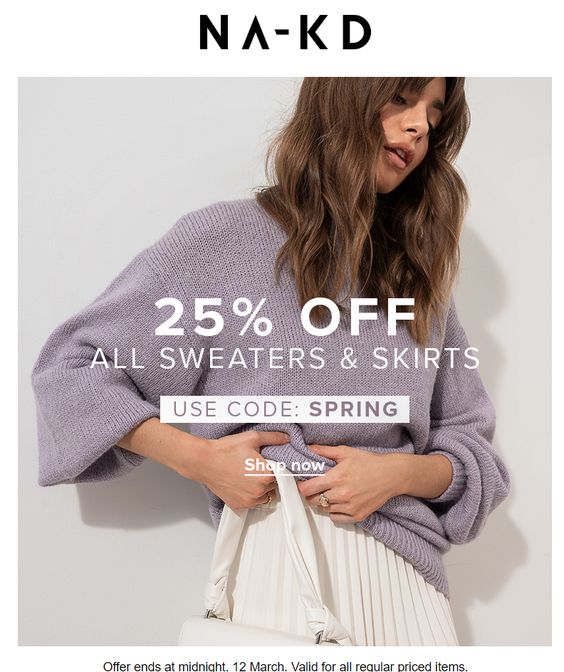 NA-KD
25% OFF
ALL SWEATERS & SKIRTS
USE CODE: SPRING
Shop now
Offer ends at midnight, 12 March. Valid for all regular priced items.